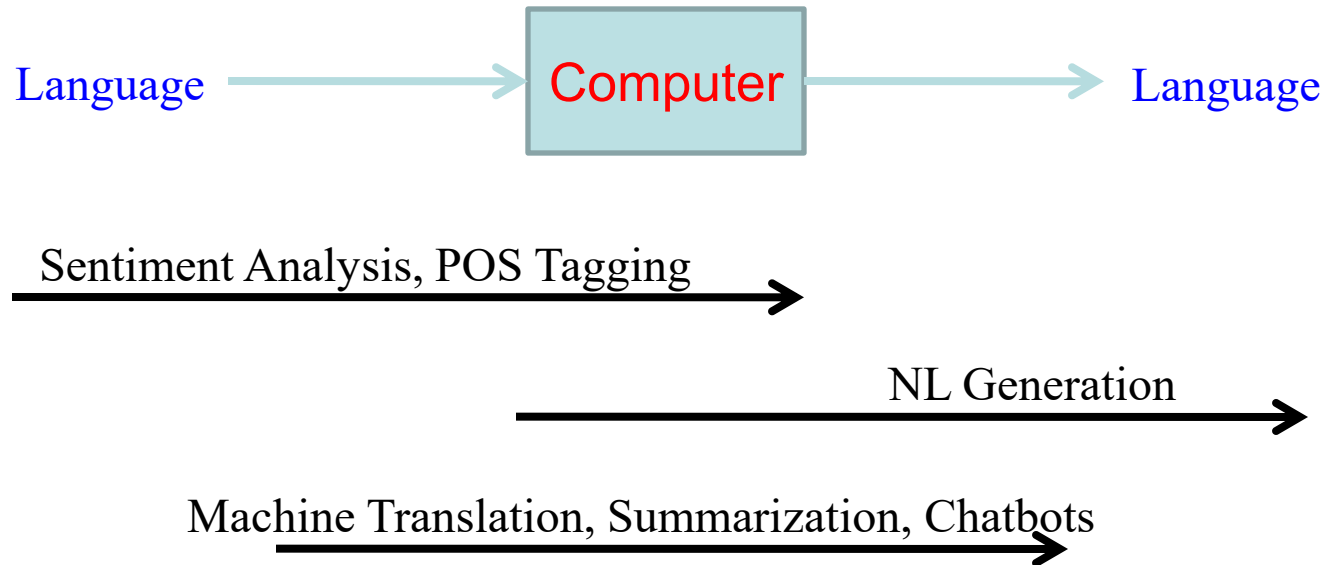 Language
Computer
Language
Sentiment Analysis, POS Tagging
NL Generation
Machine Translation, Summarization, Chatbots